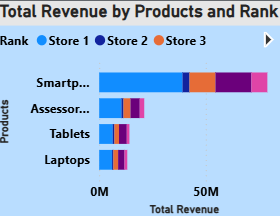 Total Revenue by Products and Rank
Rank Store 1 Store 2 Store 3
Smartp...
Assessor...
Tablets
Laptops
Products
0M 50M
Total Revenue